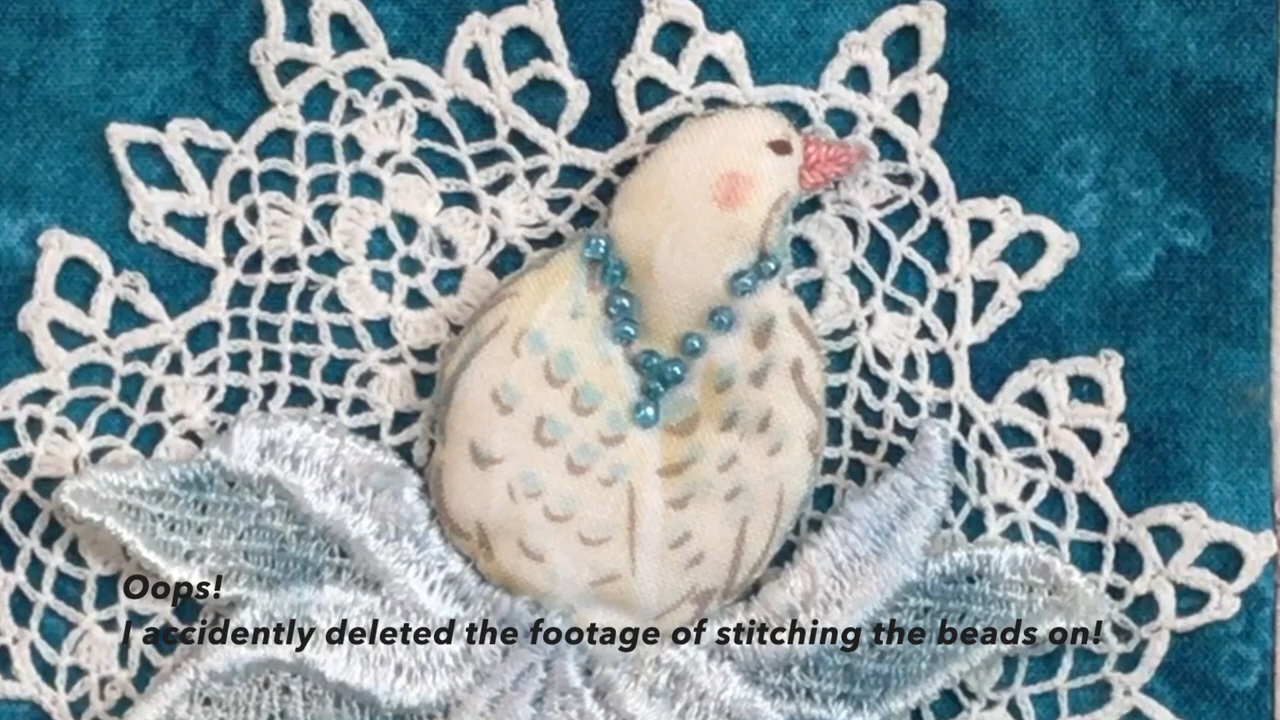 Oops!
I accidently deleted the footage of stitching the beads on!